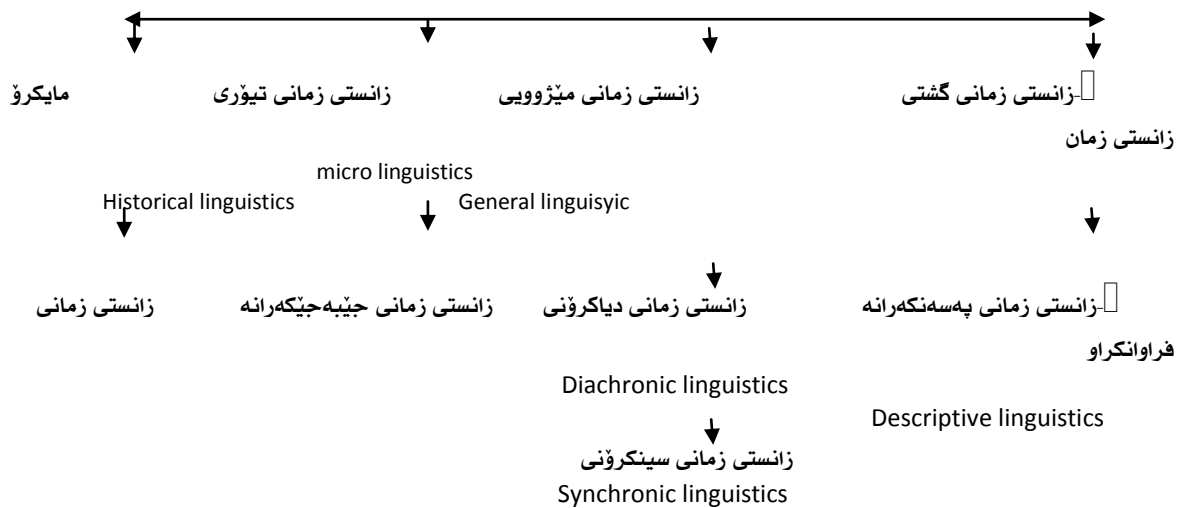 -زانستی زمانی گشتی زانستی زمانی مێژوویی زانستی زمانی تیۆری مایکرۆ
زانستی زمان
micro linguistics
Historical linguistics General linguisyic
-زانستی زمانی پەسەنکەرانە زانستی زمانی دیاکرۆنی زانستی زمانی جێبەجێکەرانە زانستی زمانی
فراوانکراو
Diachronic linguistics
Descriptive linguistics
زانستی زمانی سینکرۆنی
Synchronic linguistics